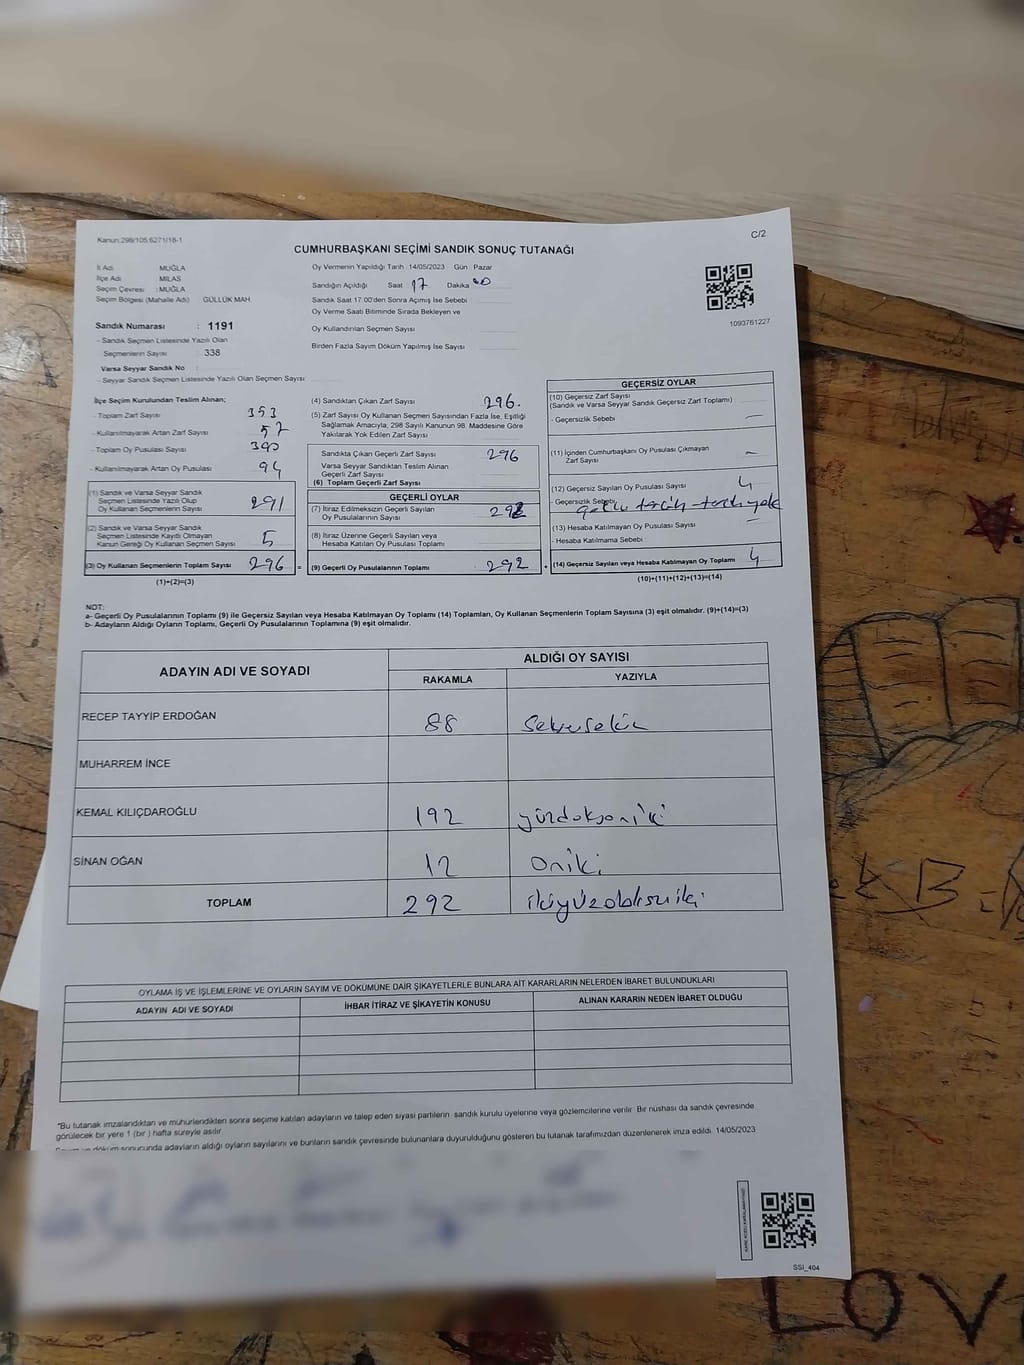 Kanun:298/105,6271/18-1
C/2
CUMHURBAŞKANI SEÇİMİ SANDIK SONUÇ TUTANAĞI
İl Adı MUĞLA
İlçe Adı MİLAS
Seçim Çevresi : MUĞLA
Seçim Bölgesi (Mahalle Adı) GÜLLÜK MAH
Sandık Numarası : 1191
- Sandık Seçmen Listesinde Yazılı Olan
Seçmenlerin Sayısı : 338
Varsa Seyyar Sandık No :
- Seyyar Sandık Seçmen Listesinde Yazılı Olan Seçmen Sayısı
Oy Vermenin Yapıldığı Tarih 14/05/2023 Gün Pazar
Sandığın Açıldığı Saat 17 Dakika
Sandık Saat 17.00'den Sonra Açımış İse Sebebi
Oy Verme Saati Bitiminde Sırada Bekleyen ve
Oy Kullandırılan Seçmen Sayısı
Birden Fazla Sayım Döküm Yapılmış İse Sayısı
1093761227
İlçe Seçim Kurulundan Teslim Alınan;
- Toplam Zarf Sayısı 353
- Kullanılmayarak Artan Zarf Sayısı 57
- Toplam Oy Pusulası Sayısı 390
- Kullanılmayarak Artan Oy Pusulası 94
(1) Sandık ve Varsa Seyyar Sandık
Seçmen Listesinde Yazılı Olup
Oy Kullanan Seçmenlerin Sayısı 291
(2) Sandık ve Varsa Seyyar Sandık
Seçmen Listesinde Kayıtlı Olmayan
Kanun Gereği Oy Kullanan Seçmen Sayısı 5
(3) Oy Kullanan Seçmenlerin Toplam Sayısı 296 =
(1)+(2)=(3)
(4) Sandıktan Çıkan Zarf Sayısı 296.
(5) Zarf Sayısı Oy Kullanan Seçmen Sayısından Fazla İse, Eşitliği
Sağlamak Amacıyla, 298 Sayılı Kanunun 98. Maddesine Göre
Yakılarak Yok Edilen Zarf Sayısı
Sandıkta Çıkan Geçerli Zarf Sayısı 296
Varsa Seyyar Sandıktan Teslim Alınan
Geçerli Zarf Sayısı
(6) Toplam Geçerli Zarf Sayısı
GEÇERLİ OYLAR
(7) İtiraz Edilmeksizin Geçerli Sayılan
Oy Pusulalarının Sayısı 292
(8) İtiraz Üzerine Geçerli Sayılan veya
Hesaba Katılan Oy Pusulası Toplamı
(9) Geçerli Oy Pusulalarının Toplamı 292 +
GEÇERSİZ OYLAR
(10) Geçersiz Zarf Sayısı
(Sandık ve Varsa Seyyar Sandık Geçersiz Zarf Toplamı)
- Geçersizlik Sebebi —
(11) İçinden Cumhurbaşkanı Oy Pusulası Çıkmayan
Zarf Sayısı —
(12) Geçersiz Sayılan Oy Pusulası Sayısı 4
- Geçersizlik Sebebi
(13) Hesaba Katılmayan Oy Pusulası Sayısı —
- Hesaba Katılmama Sebebi
(14) Geçersiz Sayılan veya Hesaba Katılmayan Oy Toplamı 4
(10)+(11)+(12)+(13)=(14)
NOT:
a- Geçerli Oy Pusulalarının Toplamı (9) ile Geçersiz Sayılan veya Hesaba Katılmayan Oy Toplamı (14) Toplamları, Oy Kullanan Seçmenlerin Toplam Sayısına (3) eşit olmalıdır. (9)+(14)=(3)
b- Adayların Aldığı Oyların Toplamı, Geçerli Oy Pusulalarının Toplamına (9) eşit olmalıdır.
ADAYIN ADI VE SOYADI ALDIĞI OY SAYISI
RAKAMLA YAZIYLA
RECEP TAYYİP ERDOĞAN 88
MUHARREM İNCE
KEMAL KILIÇDAROĞLU 192 yüzdoksaniki
SİNAN OĞAN 12 oniki
TOPLAM 292 ikiyüzdoksaniki
OYLAMA İŞ VE İŞLEMLERİNE VE OYLARIN SAYIM VE DÖKÜMÜNE DAİR ŞİKAYETLERLE BUNLARA AİT KARARLARIN NELERDEN İBARET BULUNDUKLARI
ADAYIN ADI VE SOYADI İHBAR İTİRAZ VE ŞİKAYETİN KONUSU ALINAN KARARIN NEDEN İBARET OLDUĞU
*Bu tutanak imzalandıktan ve mühürlendikten sonra seçime katılan adayların ve talep eden siyasi partilerin sandık kurulu üyelerine veya gözlemcilerine verilir. Bir nüshası da sandık çevresinde
görülecek bir yere 1 (bir) hafta süreyle asılır.
döküm sonucunda adayların aldığı oyların sayılarını ve bunların sandık çevresinde bulunanlara duyurulduğunu gösteren bu tutanak tarafımızdan düzenlenerek imza edildi. 14/05/2023
SSİ_404
LOV